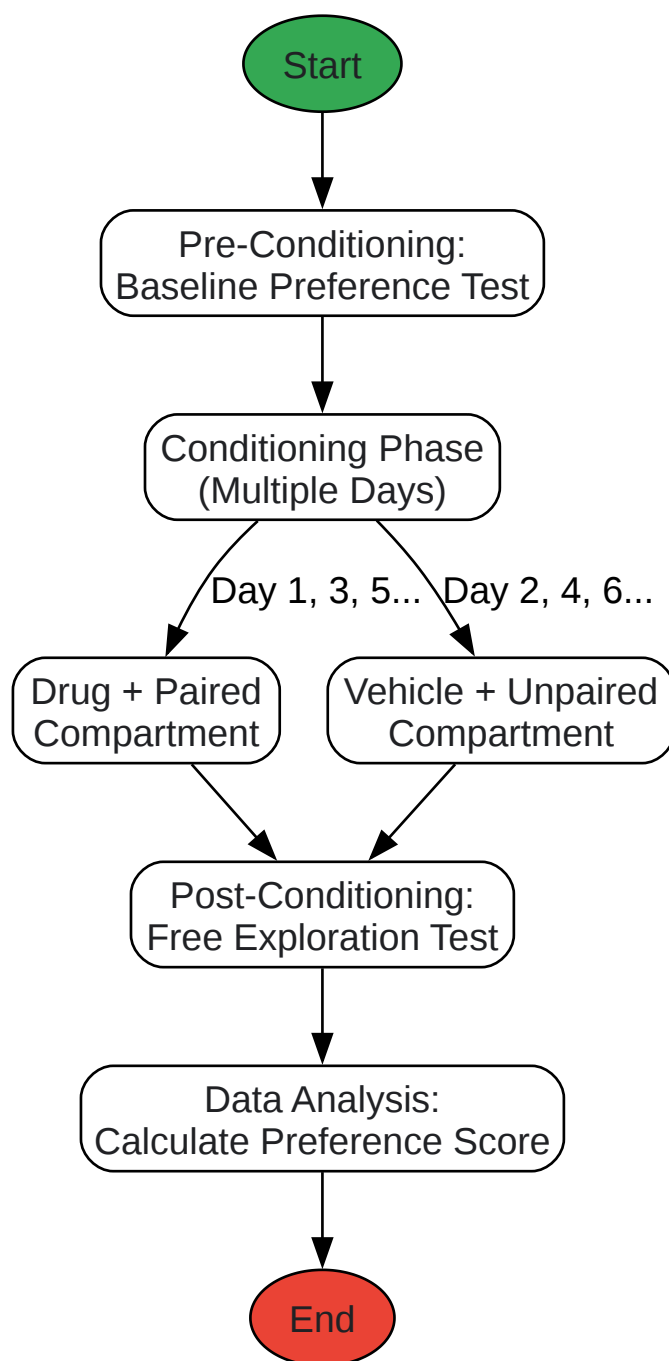 Start
Pre-Conditioning:
Baseline Preference Test
Conditioning Phase
(Multiple Days)
Day 1, 3, 5...
Day 2, 4, 6...
Drug + Paired
Compartment
Vehicle + Unpaired
Compartment
Post-Conditioning:
Free Exploration Test
Data Analysis:
Calculate Preference Score
End